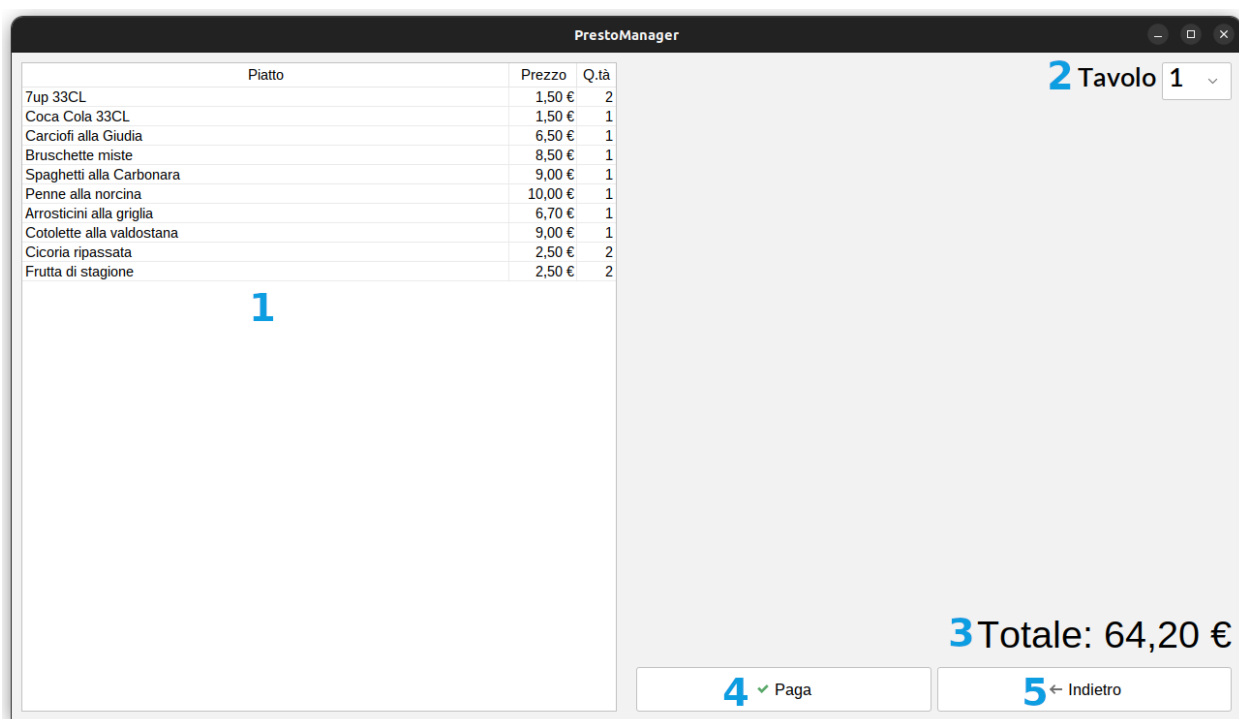 PrestoManager
Piatto Prezzo Q.tà
7up 33CL 1,50 € 2
Coca Cola 33CL 1,50 € 1
Carciofi alla Giudia 6,50 € 1
Bruschette miste 8,50 € 1
Spaghetti alla Carbonara 9,00 € 1
Penne alla norcina 10,00 € 1
Arrosticini alla griglia 6,70 € 1
Cotolette alla valdostana 9,00 € 1
Cicoria ripassata 2,50 € 2
Frutta di stagione 2,50 € 2
1
2 Tavolo 1
3 Totale: 64,20 €
4 Paga
5 Indietro